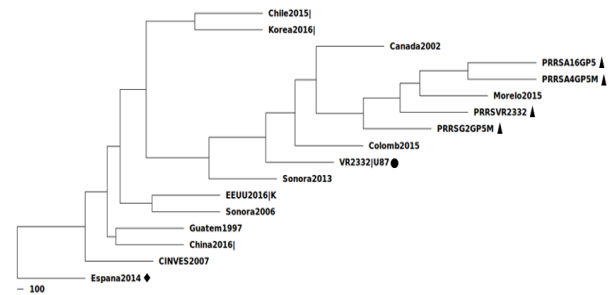 Chile2015|
Korea2016|
Canada2002
PRRSA16GP5
PRRSA4GP5M
Morelo2015
PRRSVR2332
PRRSG2GP5M
Colomb2015
VR2332|U87
Sonora2013
EEUU2016|K
Sonora2006
Guatem1997
China2016|
CINVES2007
Espana2014
100